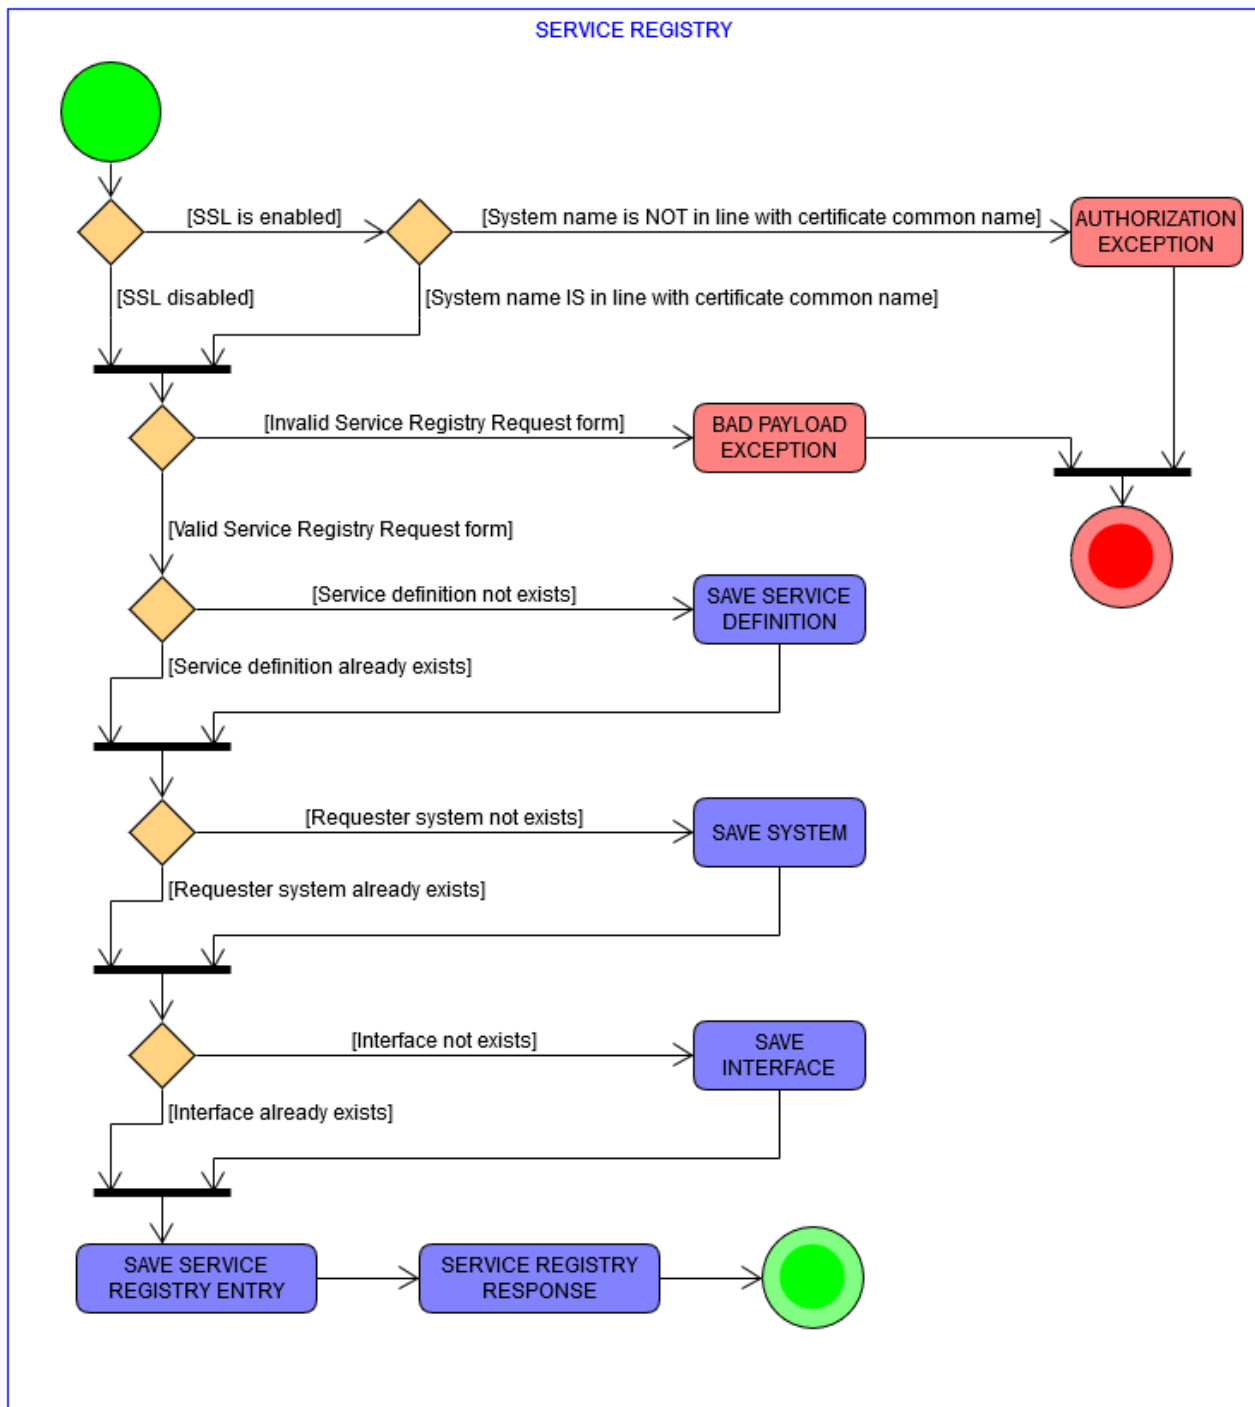 SERVICE REGISTRY
[SSL is enabled]
[System name is NOT in line with certificate common name]
AUTHORIZATION
EXCEPTION
[SSL disabled]
[System name IS in line with certificate common name]
[Invalid Service Registry Request form]
BAD PAYLOAD
EXCEPTION
[Valid Service Registry Request form]
[Service definition not exists]
SAVE SERVICE
DEFINITION
[Service definition already exists]
[Requester system not exists]
SAVE SYSTEM
[Requester system already exists]
[Interface not exists]
SAVE
INTERFACE
[Interface already exists]
SAVE SERVICE
REGISTRY ENTRY
SERVICE REGISTRY
RESPONSE